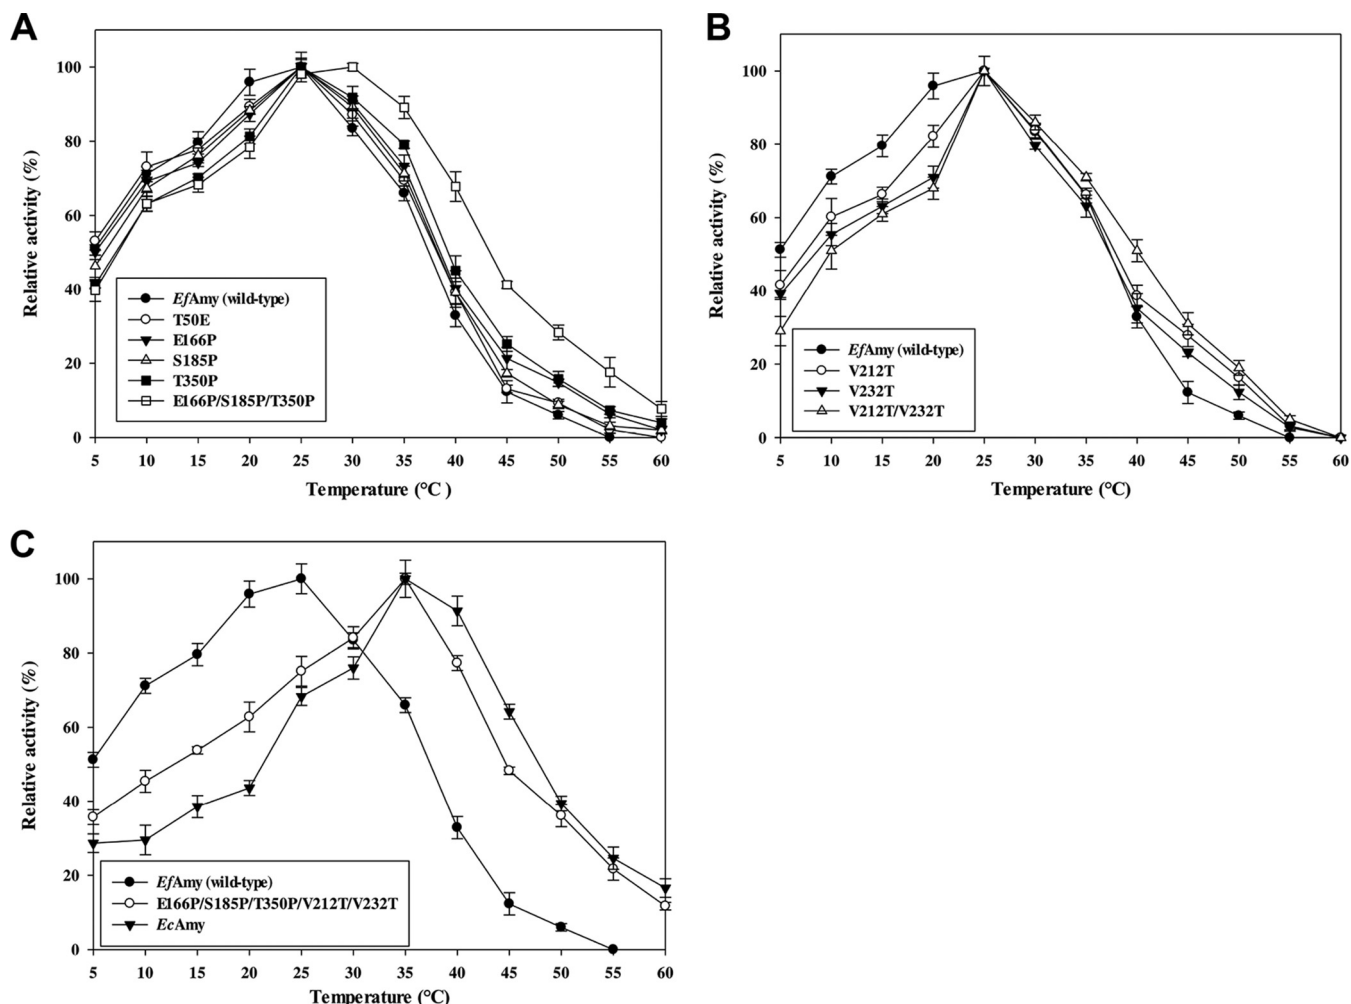 A
Relative activity (%)
100
80
60
40
20
0
EfAmy (wild-type)
T50E
E166P
S185P
T350P
E166P/S185P/T350P
5 10 15 20 25 30 35 40 45 50 55 60
Temperature (°C )
B
Relative activity (%)
100
80
60
40
20
0
EfAmy (wild-type)
V212T
V232T
V212T/V232T
5 10 15 20 25 30 35 40 45 50 55 60
Temperature (°C)
C
Relative activity (%)
100
80
60
40
20
0
EfAmy (wild-type)
E166P/S185P/T350P/V212T/V232T
EcAmy
5 10 15 20 25 30 35 40 45 50 55 60
Temperature (°C)